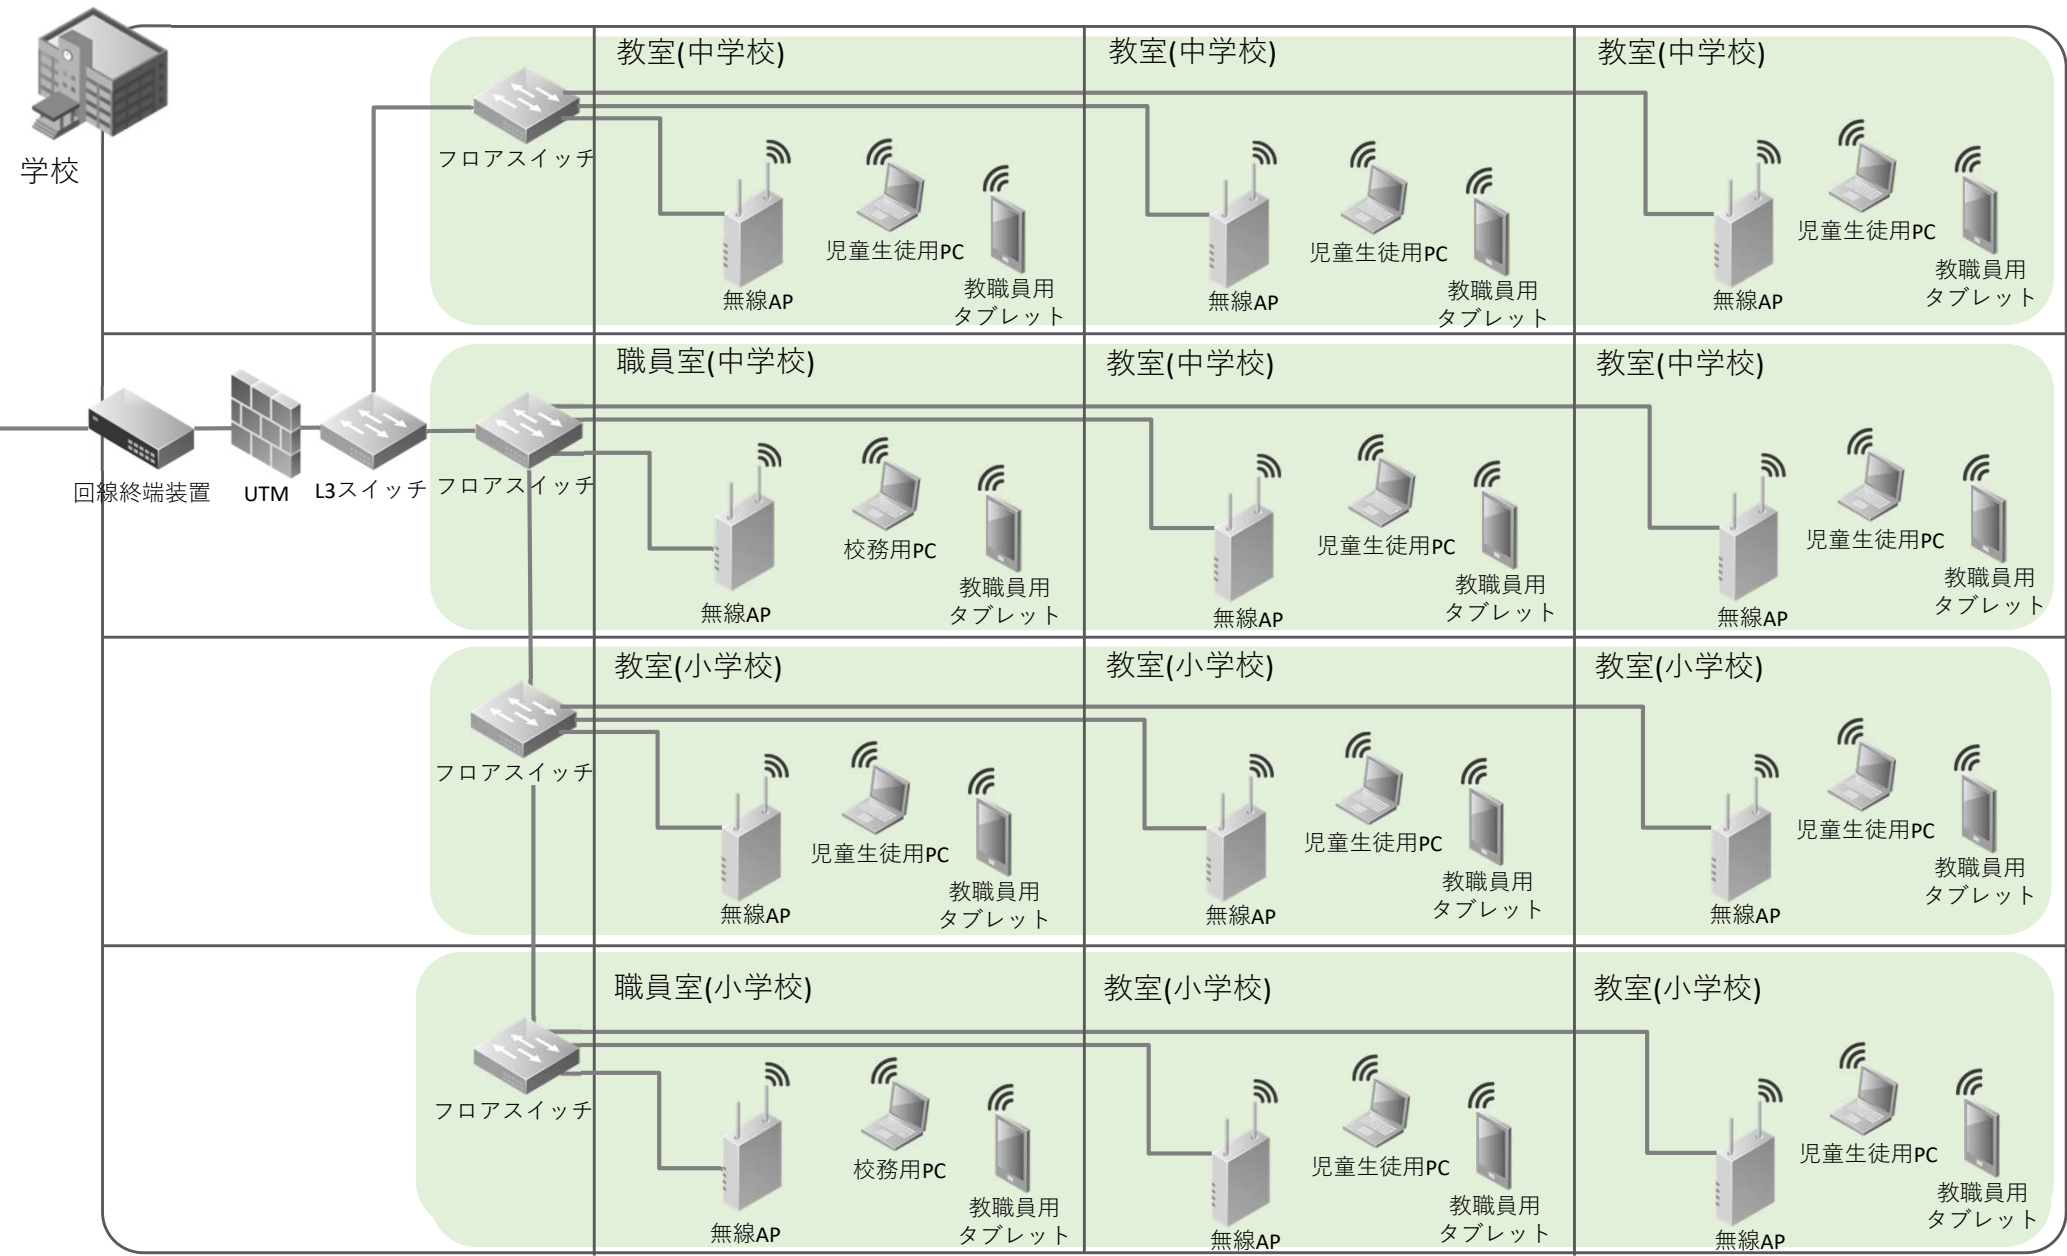 学校
教室(中学校)
教室(中学校)
教室(中学校)
フロアスイッチ
無線AP
児童生徒用PC
教職員用
タブレット
無線AP
児童生徒用PC
教職員用
タブレット
無線AP
児童生徒用PC
教職員用
タブレット
職員室(中学校)
教室(中学校)
教室(中学校)
回線終端装置
UTM
L3スイッチ
フロアスイッチ
無線AP
校務用PC
教職員用
タブレット
無線AP
児童生徒用PC
教職員用
タブレット
無線AP
児童生徒用PC
教職員用
タブレット
教室(小学校)
教室(小学校)
教室(小学校)
フロアスイッチ
無線AP
児童生徒用PC
教職員用
タブレット
無線AP
児童生徒用PC
教職員用
タブレット
無線AP
児童生徒用PC
教職員用
タブレット
職員室(小学校)
教室(小学校)
教室(小学校)
フロアスイッチ
無線AP
校務用PC
教職員用
タブレット
無線AP
児童生徒用PC
教職員用
タブレット
無線AP
児童生徒用PC
教職員用
タブレット